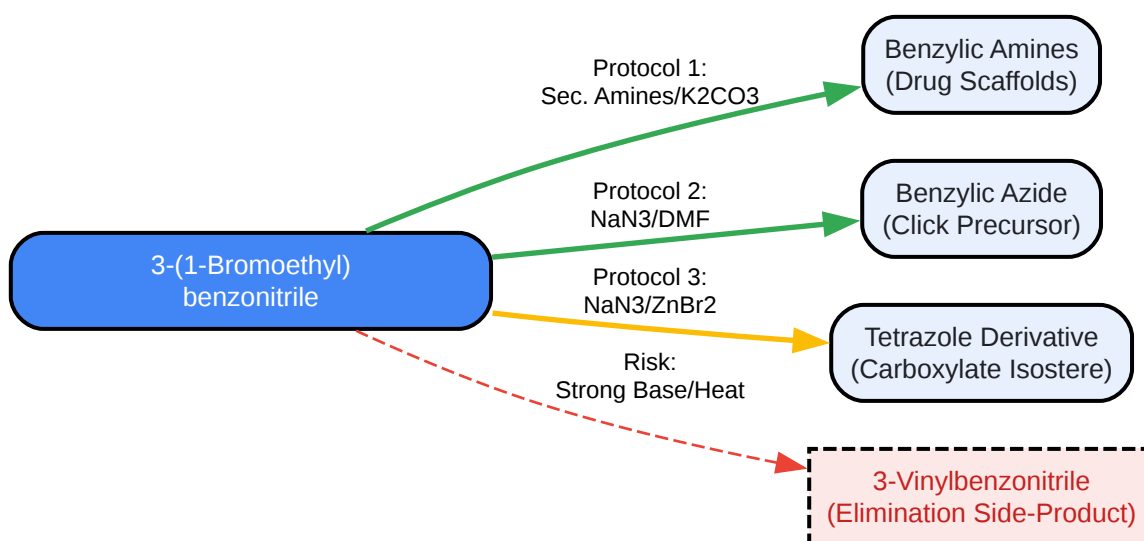 Benzylic Amines
(Drug Scaffolds)
Protocol 1:
Sec. Amines/K2CO3
Protocol 2:
NaN3/DMF
Benzylic Azide
(Click Precursor)
3-(1-Bromoethyl)
benzonitrile
Protocol 3:
NaN3/ZnBr2
Tetrazole Derivative
(Carboxylate Isostere)
Risk:
Strong Base/Heat
3-Vinylbenzonitrile
(Elimination Side-Product)